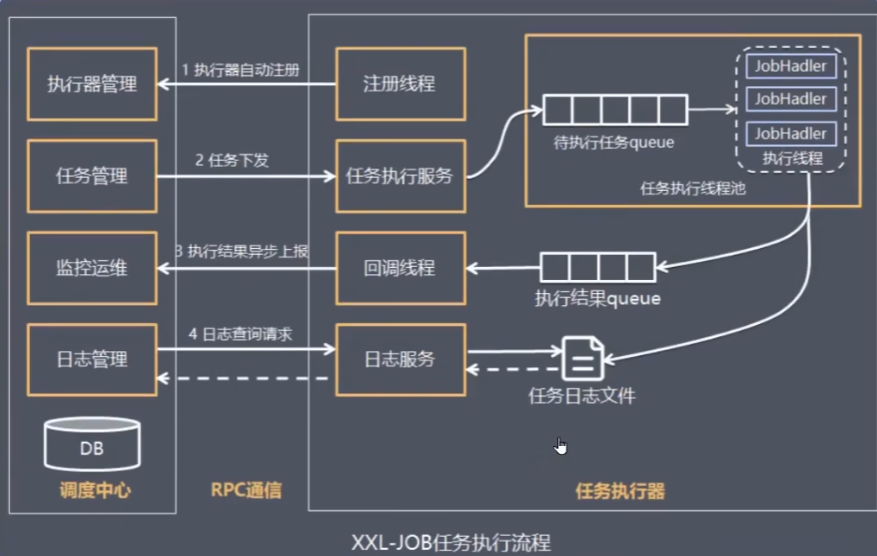 执行器管理
1 执行器自动注册
注册线程
JobHadler
JobHadler
JobHadler
执行线程
待执行任务queue
任务执行线程池
任务管理
2 任务下发
任务执行服务
监控运维
3 执行结果异步上报
回调线程
执行结果queue
日志管理
4 日志查询请求
日志服务
任务日志文件
DB
调度中心
RPC通信
任务执行器
XXL-JOB任务执行流程